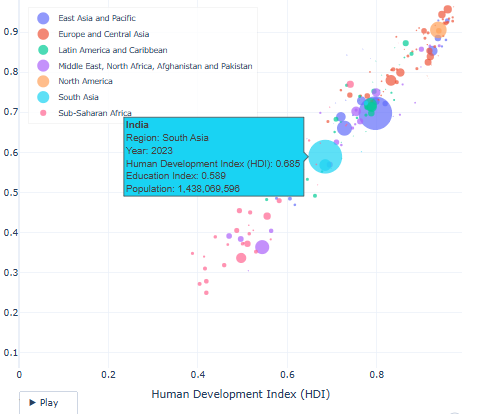 East Asia and Pacific
Europe and Central Asia
Latin America and Caribbean
Middle East, North Africa, Afghanistan and Pakistan
North America
South Asia
Sub-Saharan Africa
India
Region: South Asia
Year: 2023
Human Development Index (HDI): 0.685
Education Index: 0.589
Population: 1,438,069,596
0.9
0.8
0.7
0.6
0.5
0.4
0.3
0.2
0.1
0
0.2
0.4
0.6
0.8
Human Development Index (HDI)
▶ Play